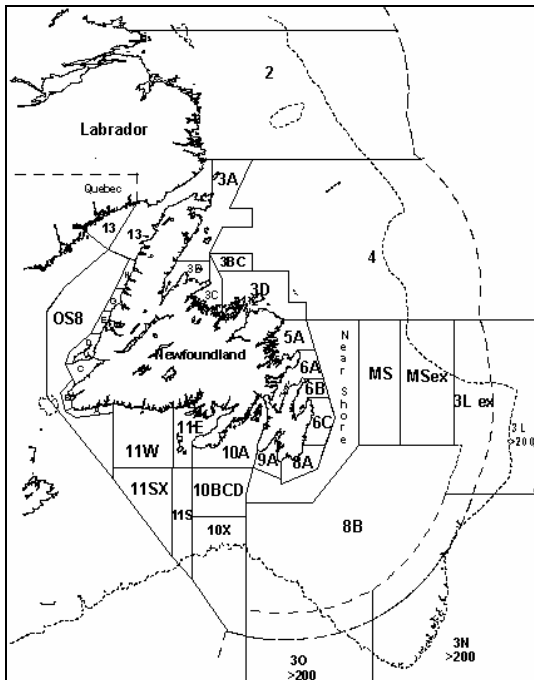 2
Labrador
Quebec
3A
13
13
4
3B
3BC
3C
3D
OS8
Newfoundland
5A
6A
6B
6C
Near Shore
MS
MSex
3L ex
3L
>200
11E
11W
10A
9A
8A
11SX
11S
10BCD
10X
8B
3O
>200
3N
>200